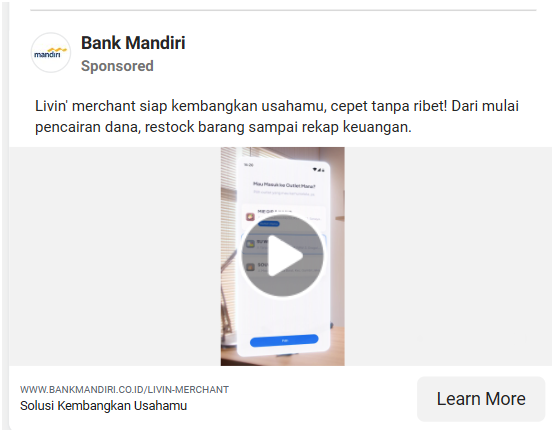 mandiri
Bank Mandiri
Sponsored
Livin' merchant siap kembangkan usahamu, cepet tanpa ribet! Dari mulai
pencairan dana, restock barang sampai rekap keuangan.
Mau Masuk ke Outlet Mana?
WWW.BANKMANDIRI.CO.ID/LIVIN-MERCHANT
Solusi Kembangkan Usahamu
Learn More